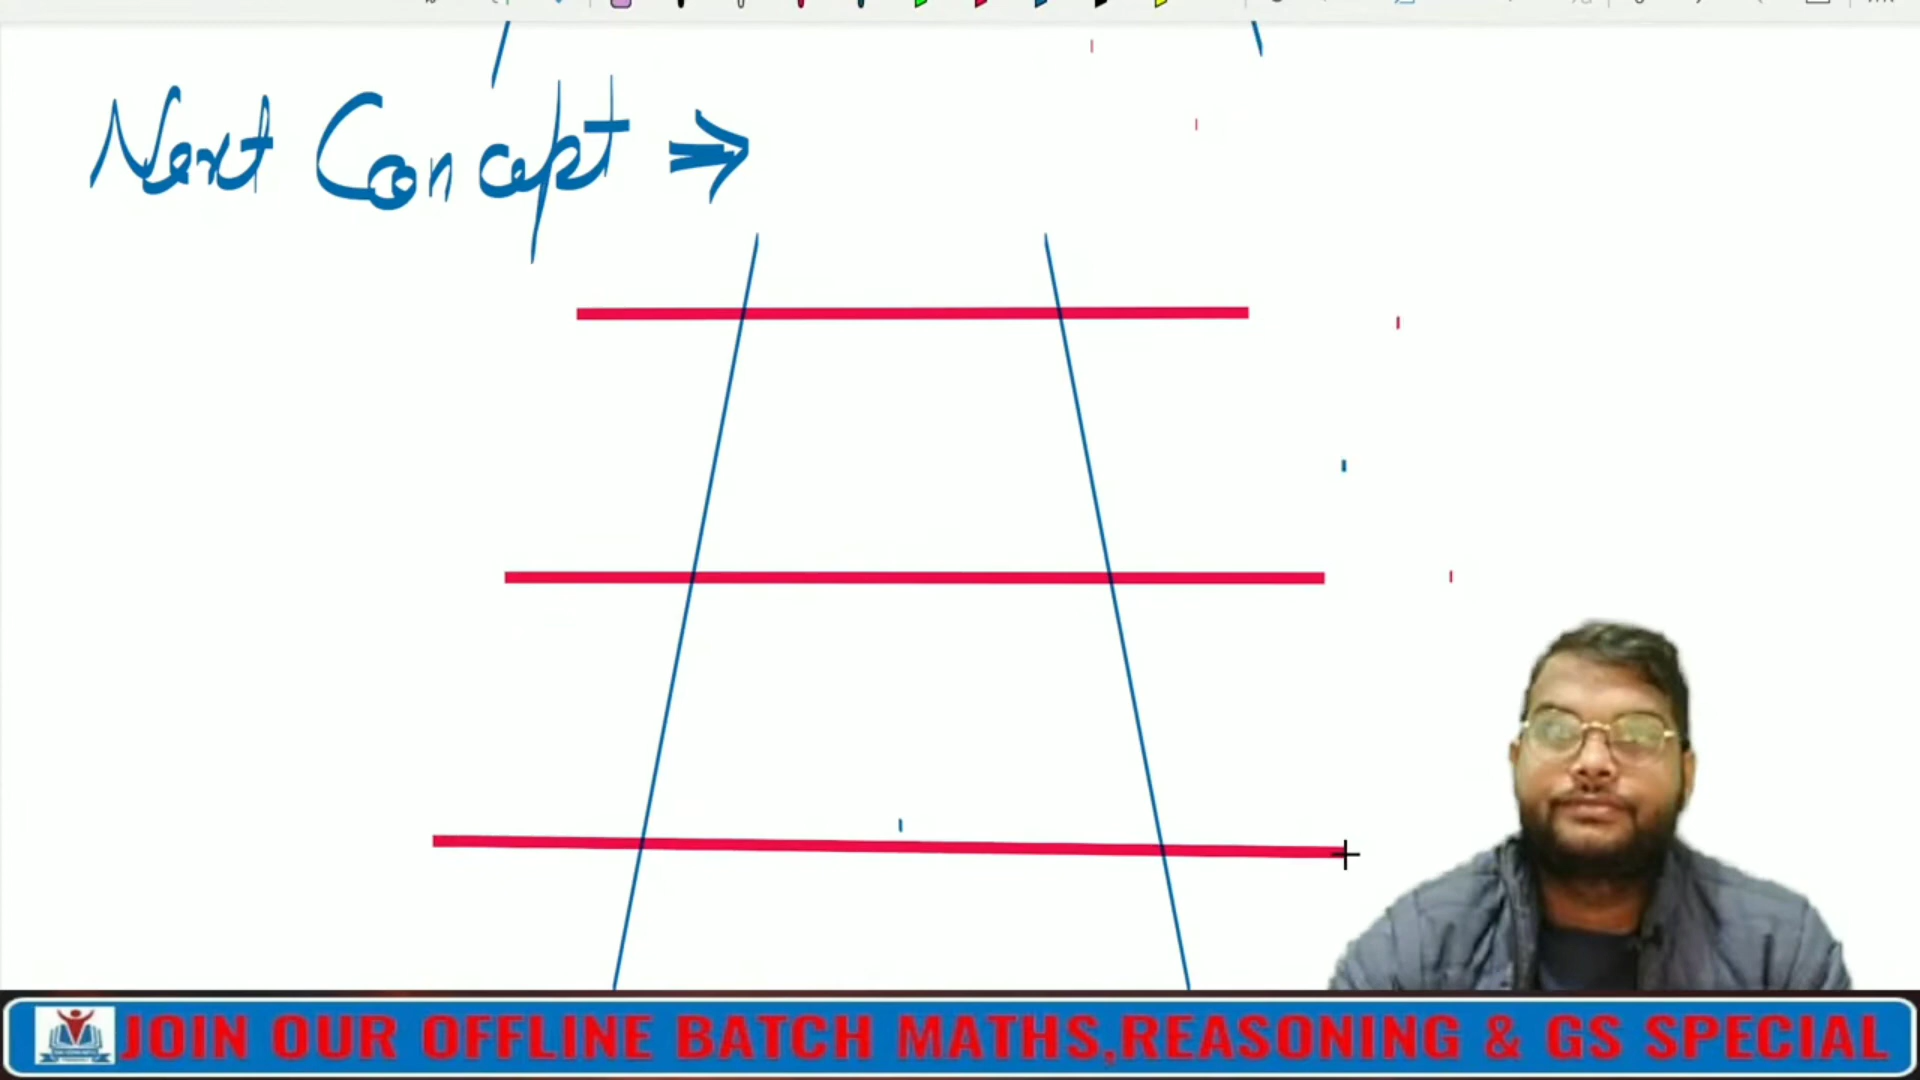 Next Concept ⇒
JOIN OUR OFFLINE BATCH MATHS,REASONING & GS SPECIAL